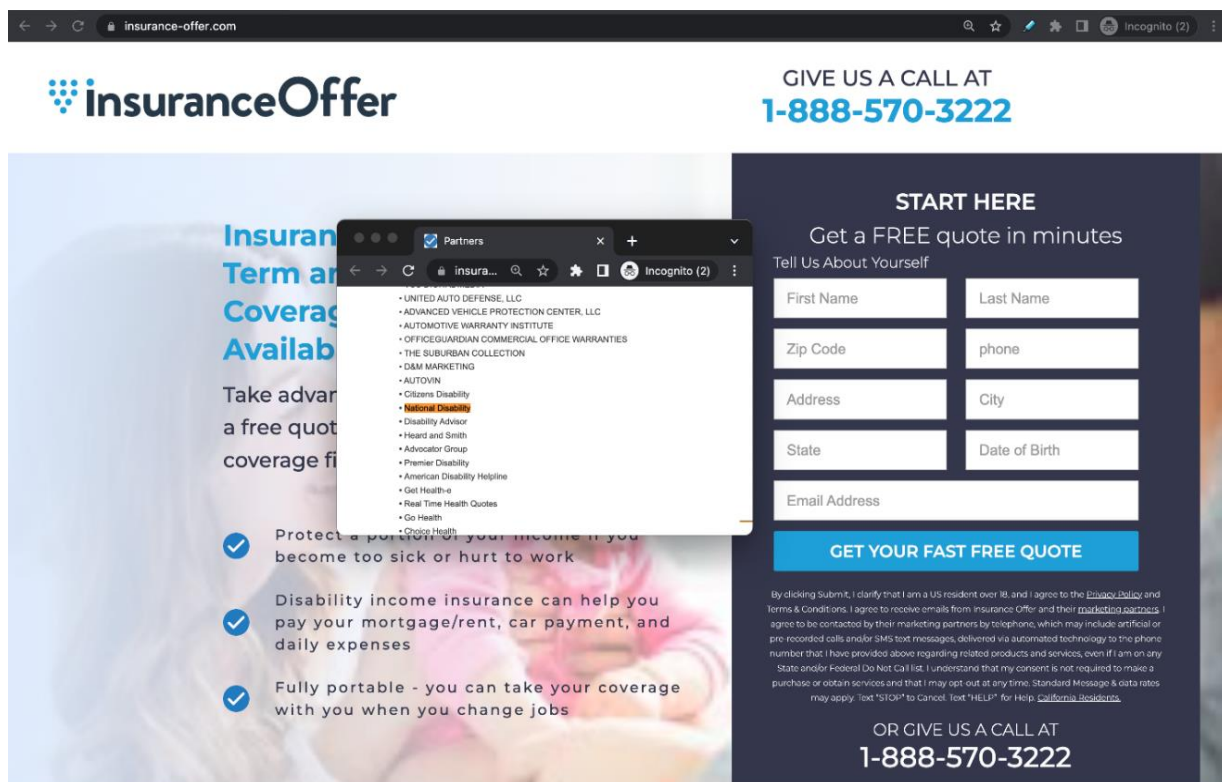 insurance-offer.com
Incognito (2)
insuranceOffer
GIVE US A CALL AT
1-888-570-3222
Insuran
Term ar
Coverag
Availab
Take advar
a free quot
coverage fi
Protect a portion of your income if you
become too sick or hurt to work
Disability income insurance can help you
pay your mortgage/rent, car payment, and
daily expenses
Fully portable - you can take your coverage
with you when you change jobs
Partners
insura...
Incognito (2)
• UNITED AUTO DEFENSE, LLC
• ADVANCED VEHICLE PROTECTION CENTER, LLC
• AUTOMOTIVE WARRANTY INSTITUTE
• OFFICEGUARDIAN COMMERCIAL OFFICE WARRANTIES
• THE SUBURBAN COLLECTION
• D&M MARKETING
• AUTOVIN
• Citizens Disability
• National Disability
• Disability Advisor
• Heard and Smith
• Advocator Group
• Premier Disability
• American Disability Helpline
• Get Health-e
• Real Time Health Quotes
• Go Health
• Choice Health
START HERE
Get a FREE quote in minutes
Tell Us About Yourself
First Name
Last Name
Zip Code
phone
Address
City
State
Date of Birth
Email Address
GET YOUR FAST FREE QUOTE
By clicking Submit, I clarify that I am a US resident over 18, and I agree to the Privacy Policy and
Terms & Conditions. I agree to receive emails from Insurance Offer and their marketing partners. I
agree to be contacted by their marketing partners by telephone, which may include artificial or
pre-recorded calls and/or SMS text messages, delivered via automated technology to the phone
number that I have provided above regarding related products and services, even if I am on any
State and/or Federal Do Not Call list. I understand that my consent is not required to make a
purchase or obtain services and that I may opt-out at any time. Standard Message & data rates
may apply. Text "STOP" to Cancel. Text "HELP" for Help. California Residents.
OR GIVE US A CALL AT
1-888-570-3222